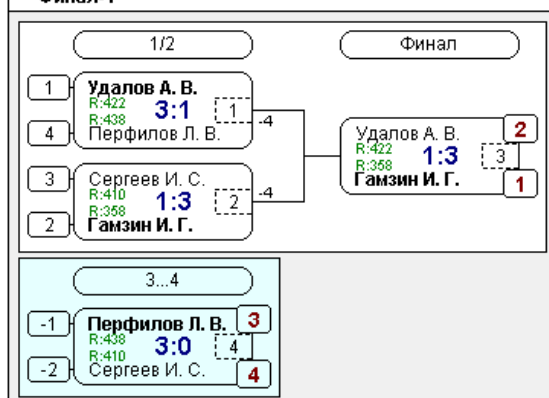 1/2
Финал
1
Удалов А. В.
R:422
3:1
1
R:438
4
Перфилов Л. В.
-4
3
Сергеев И. С.
R:410
1:3
2
R:358
2
Гамзин И. Г.
-4
Удалов А. В.
2
R:422
1:3
3
R:358
Гамзин И. Г.
1
3...4
-1
Перфилов Л. В.
3
R:438
3:0
4
R:410
-2
Сергеев И. С.
4